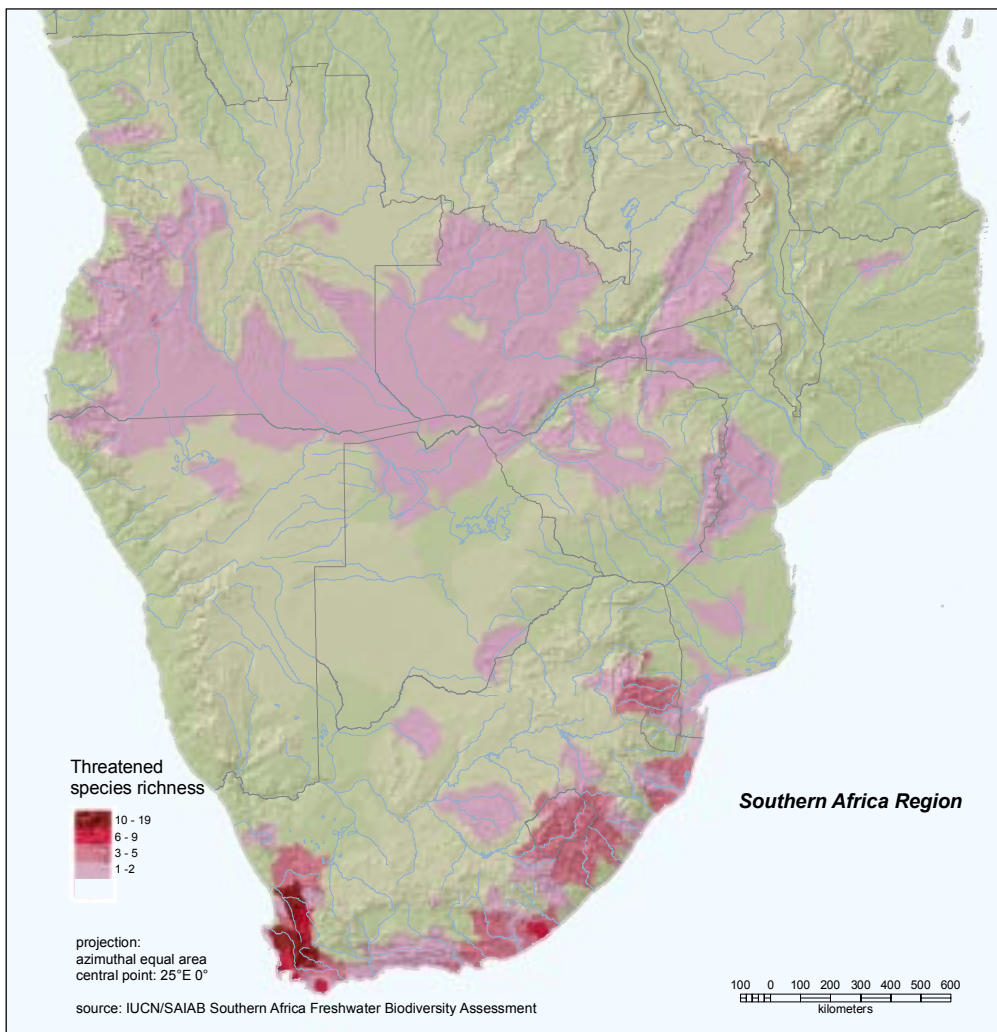 Threatened
species richness
10 - 19
6 - 9
3 - 5
1 -2
Southern Africa Region
projection:
azimuthal equal area
central point: 25°E 0°
source: IUCN/SAIAB Southern Africa Freshwater Biodiversity Assessment
100 0 100 200 300 400 500 600
kilometers